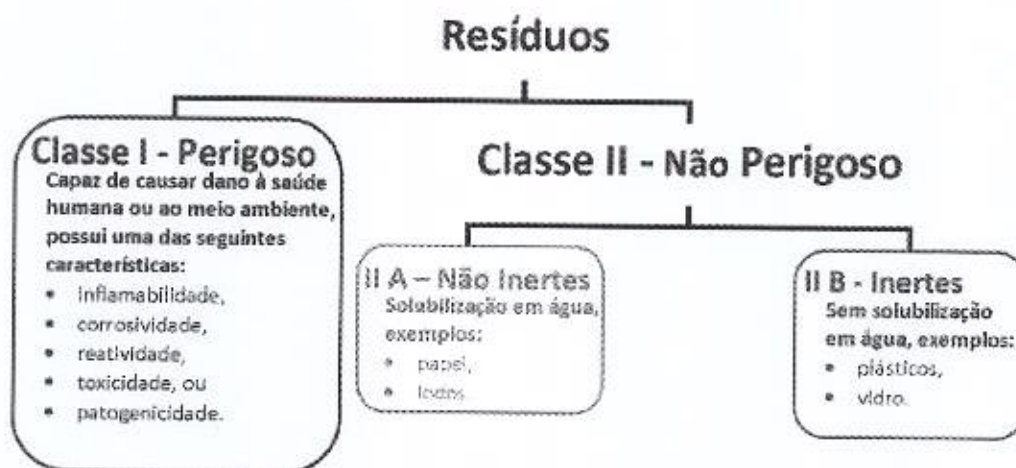 Resíduos
Classe I - Perigoso
Capaz de causar dano à saúde
humana ou ao meio ambiente,
possui uma das seguintes
características:
• inflamabilidade,
• corrosividade,
• reatividade,
• toxicidade, ou
• patogenicidade.
Classe II - Não Perigoso
II A – Não Inertes
Solubilização em água,
exemplos:
• papel,
• lodos.
II B - Inertes
Sem solubilização
em água, exemplos:
• plásticos,
• vidro.